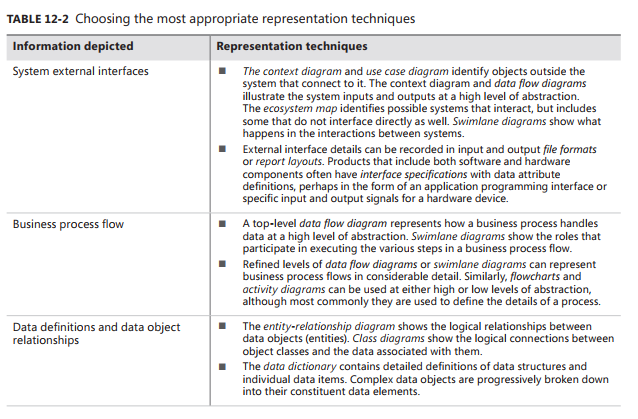 TABLE 12-2 Choosing the most appropriate representation techniques
Information depicted
Representation techniques
System external interfaces
■ The context diagram and use case diagram identify objects outside the
system that connect to it. The context diagram and data flow diagrams
illustrate the system inputs and outputs at a high level of abstraction.
The ecosystem map identifies possible systems that interact, but includes
some that do not interface directly as well. Swimlane diagrams show what
happens in the interactions between systems.
■ External interface details can be recorded in input and output file formats
or report layouts. Products that include both software and hardware
components often have interface specifications with data attribute
definitions, perhaps in the form of an application programming interface or
specific input and output signals for a hardware device.
Business process flow
■ A top-level data flow diagram represents how a business process handles
data at a high level of abstraction. Swimlane diagrams show the roles that
participate in executing the various steps in a business process flow.
■ Refined levels of data flow diagrams or swimlane diagrams can represent
business process flows in considerable detail. Similarly, flowcharts and
activity diagrams can be used at either high or low levels of abstraction,
although most commonly they are used to define the details of a process.
Data definitions and data object
relationships
■ The entity-relationship diagram shows the logical relationships between
data objects (entities). Class diagrams show the logical connections between
object classes and the data associated with them.
■ The data dictionary contains detailed definitions of data structures and
individual data items. Complex data objects are progressively broken down
into their constituent data elements.